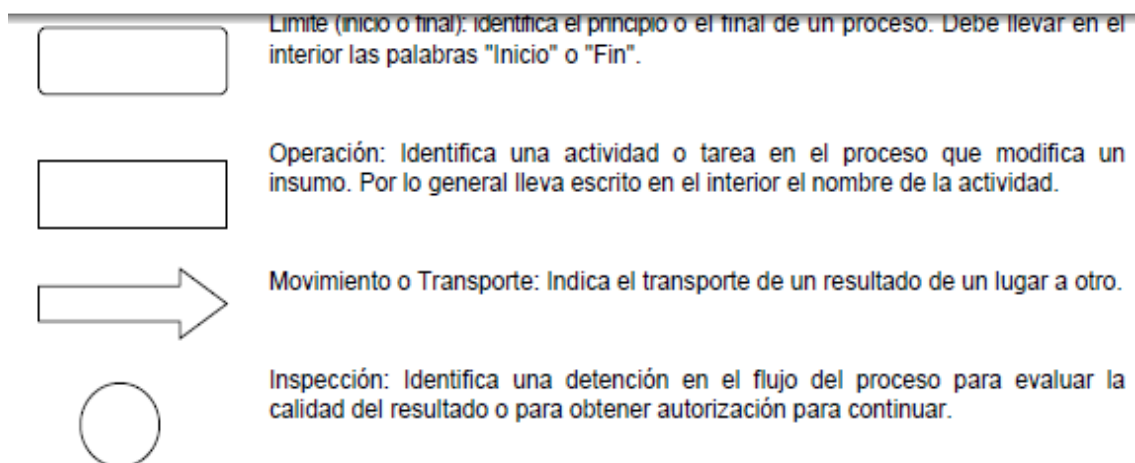 Límite (inicio o final): Identifica el principio o el final de un proceso. Debe llevar en el
interior las palabras "Inicio" o "Fin".
Operación: Identifica una actividad o tarea en el proceso que modifica un
insumo. Por lo general lleva escrito en el interior el nombre de la actividad.
Movimiento o Transporte: Indica el transporte de un resultado de un lugar a otro.
Inspección: Identifica una detención en el flujo del proceso para evaluar la
calidad del resultado o para obtener autorización para continuar.